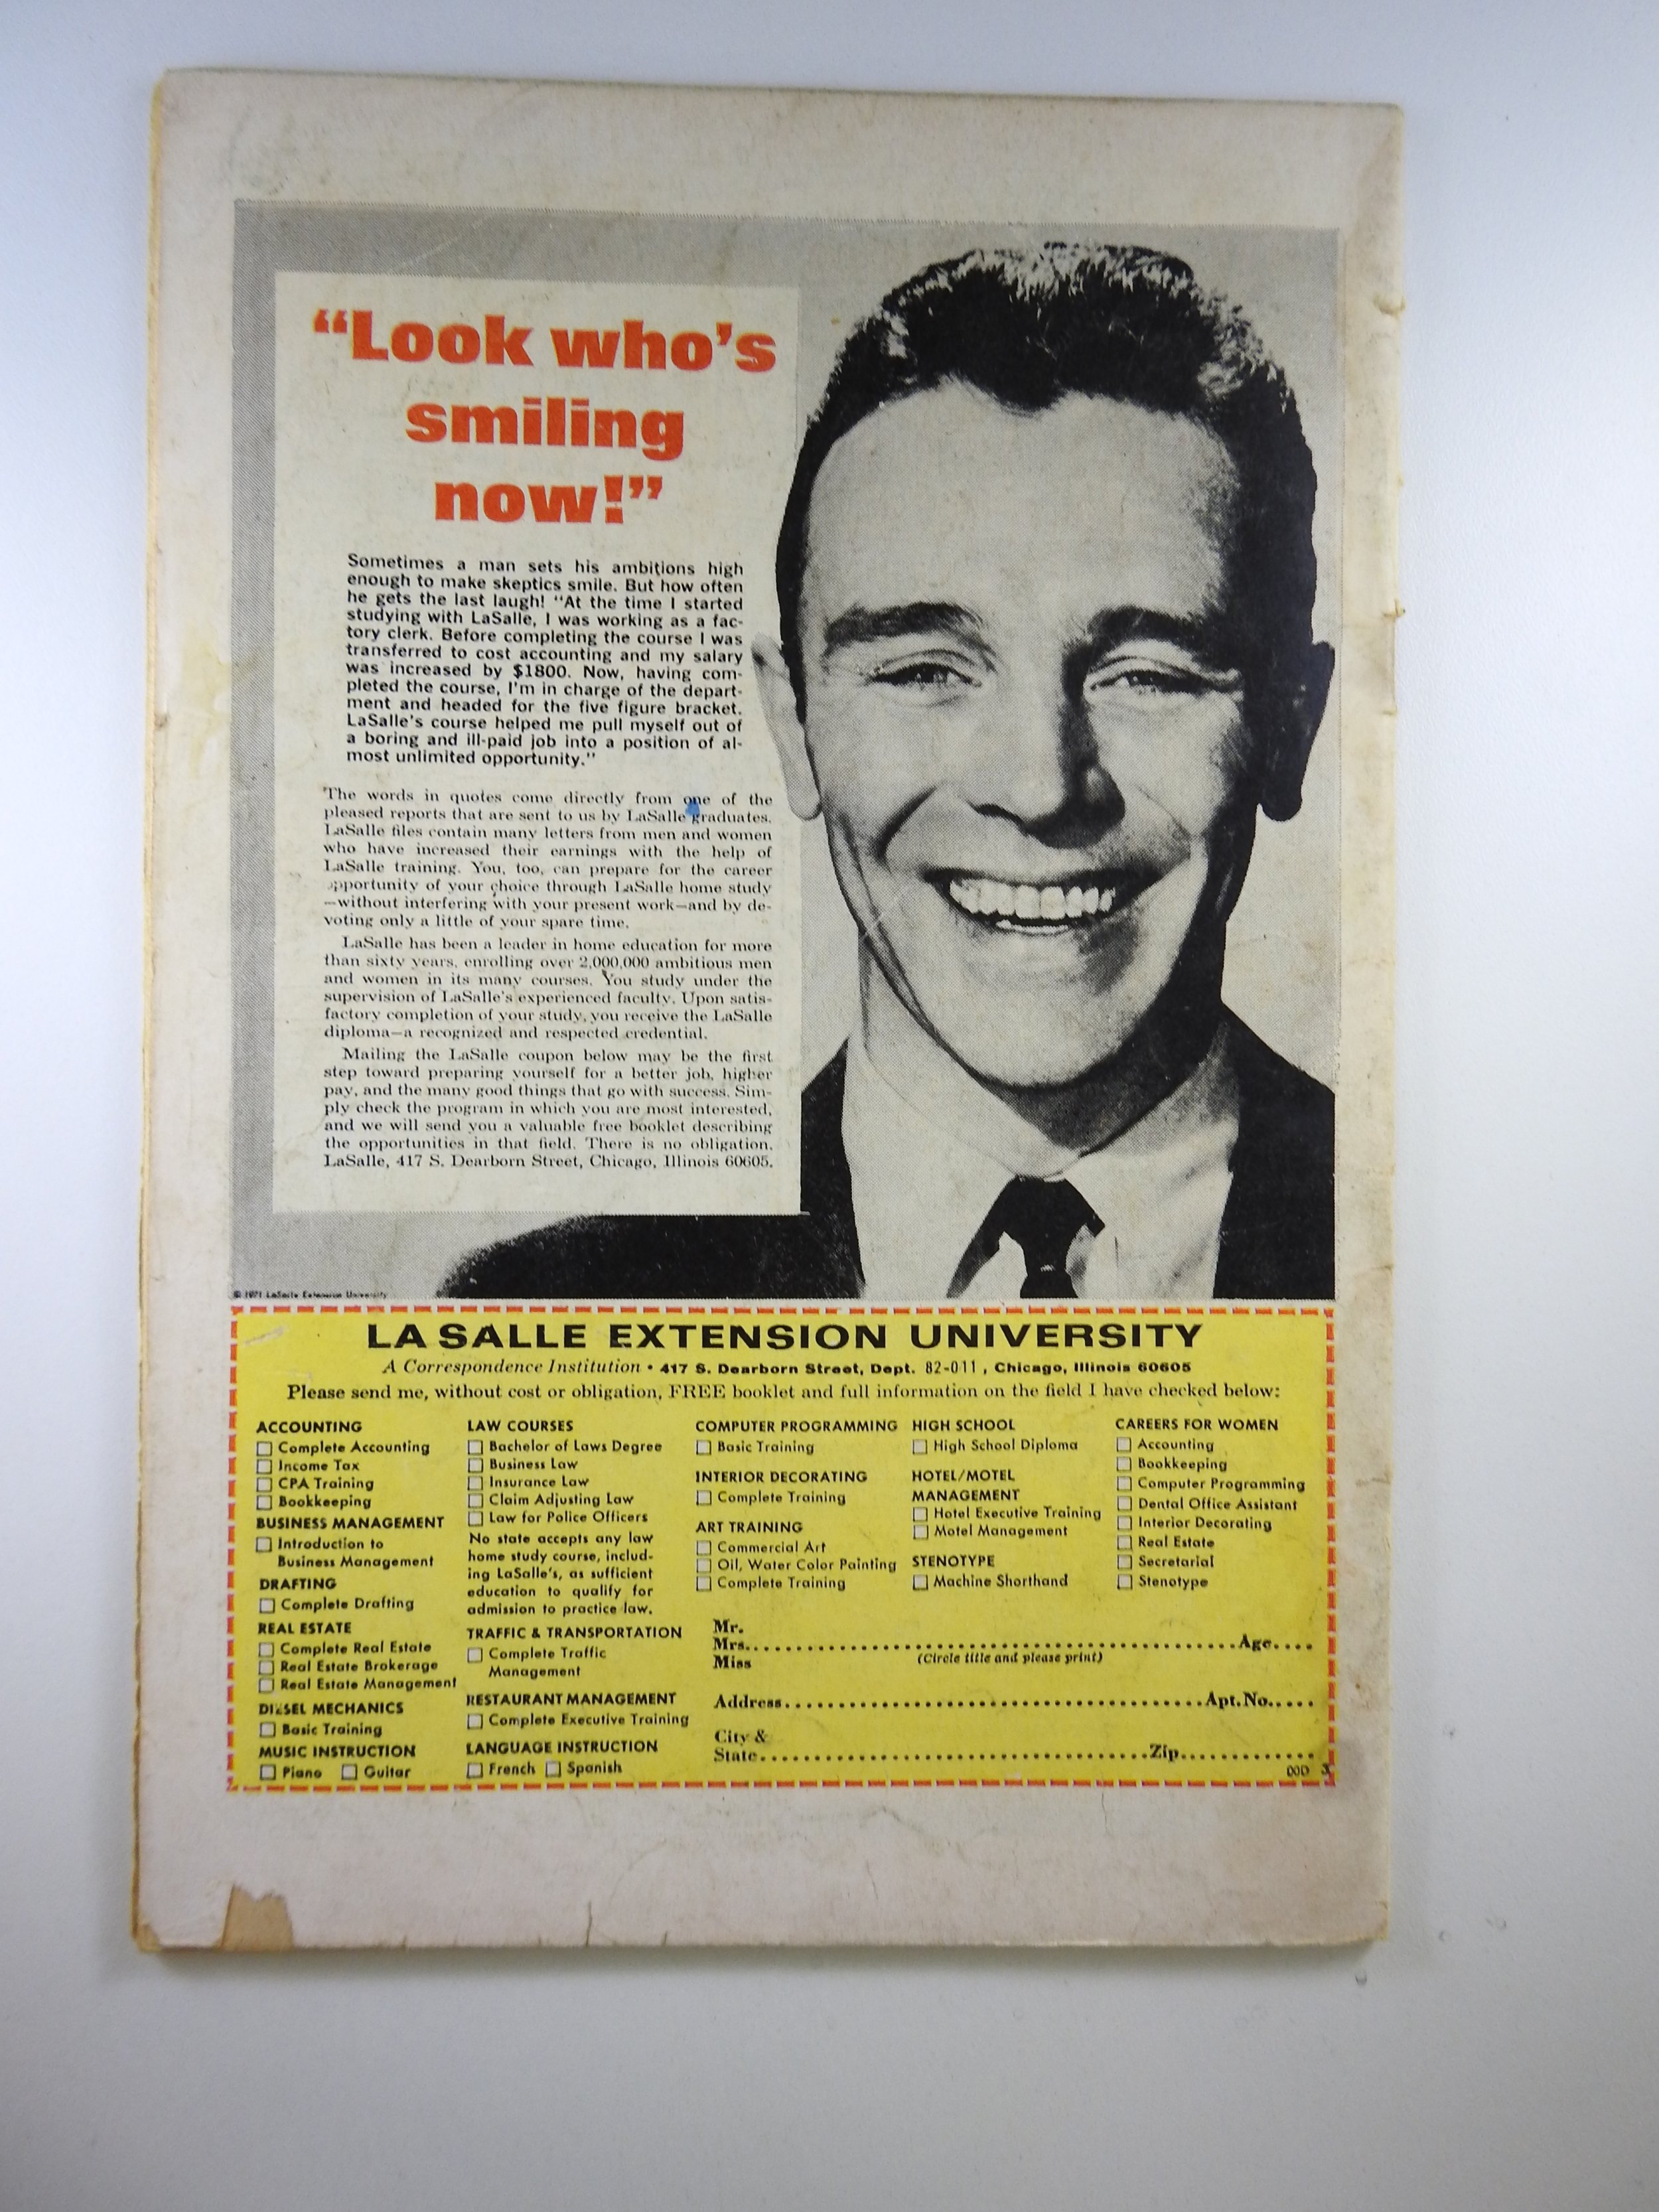 “Look who’s
smiling
now!”
Sometimes a man sets his ambitions high
enough to make skeptics smile. But how often
he gets the last laugh! “At the time I started
studying with LaSalle, I was working as a fac-
tory clerk. Before completing the course I was
transferred to cost accounting and my salary
was increased by $1800. Now, having com-
pleted the course, I'm in charge of the depart-
ment and headed for the five figure bracket.
LaSalle's course helped me pull myself out of
a boring and ill-paid job into a position of al-
most unlimited opportunity.”
The words in quotes come directly from one of the
pleased reports that are sent to us by LaSalle graduates.
LaSalle files contain many letters from men and women
who have increased their earnings with the help of
LaSalle training. You, too, can prepare for the career
opportunity of your choice through LaSalle home study
—without interfering with your present work—and by de-
voting only a little of your spare time.
LaSalle has been a leader in home education for more
than sixty years, enrolling over 2,000,000 ambitious men
and women in its many courses. You study under the
supervision of LaSalle's experienced faculty. Upon satis-
factory completion of your study, you receive the LaSalle
diploma—a recognized and respected credential.
Mailing the LaSalle coupon below may be the first
step toward preparing yourself for a better job, higher
pay, and the many good things that go with success. Sim-
ply check the program in which you are most interested,
and we will send you a valuable free booklet describing
the opportunities in that field. There is no obligation.
LaSalle, 417 S. Dearborn Street, Chicago, Illinois 60605.
© 1971 LaSalle Extension University
LA SALLE EXTENSION UNIVERSITY
A Correspondence Institution • 417 S. Dearborn Street, Dept. 82-011, Chicago, Illinois 60605
Please send me, without cost or obligation, FREE booklet and full information on the field I have checked below:
ACCOUNTING
Complete Accounting
Income Tax
CPA Training
Bookkeeping
BUSINESS MANAGEMENT
Introduction to
Business Management
DRAFTING
Complete Drafting
REAL ESTATE
Complete Real Estate
Real Estate Brokerage
Real Estate Management
DIESEL MECHANICS
Basic Training
MUSIC INSTRUCTION
Piano Guitar
LAW COURSES
Bachelor of Laws Degree
Business Law
Insurance Law
Claim Adjusting Law
Law for Police Officers
No state accepts any law
home study course, includ-
ing LaSalle's, as sufficient
education to qualify for
admission to practice law.
TRAFFIC & TRANSPORTATION
Complete Traffic
Management
RESTAURANT MANAGEMENT
Complete Executive Training
LANGUAGE INSTRUCTION
French Spanish
COMPUTER PROGRAMMING
Basic Training
INTERIOR DECORATING
Complete Training
ART TRAINING
Commercial Art
Oil, Water Color Painting
Complete Training
HIGH SCHOOL
High School Diploma
HOTEL/MOTEL
MANAGEMENT
Hotel Executive Training
Motel Management
STENOTYPE
Machine Shorthand
CAREERS FOR WOMEN
Accounting
Bookkeeping
Computer Programming
Dental Office Assistant
Interior Decorating
Real Estate
Secretarial
Stenotype
Mr.
Mrs. Age
Miss (Circle title and please print)
Address Apt. No.
City &
State Zip